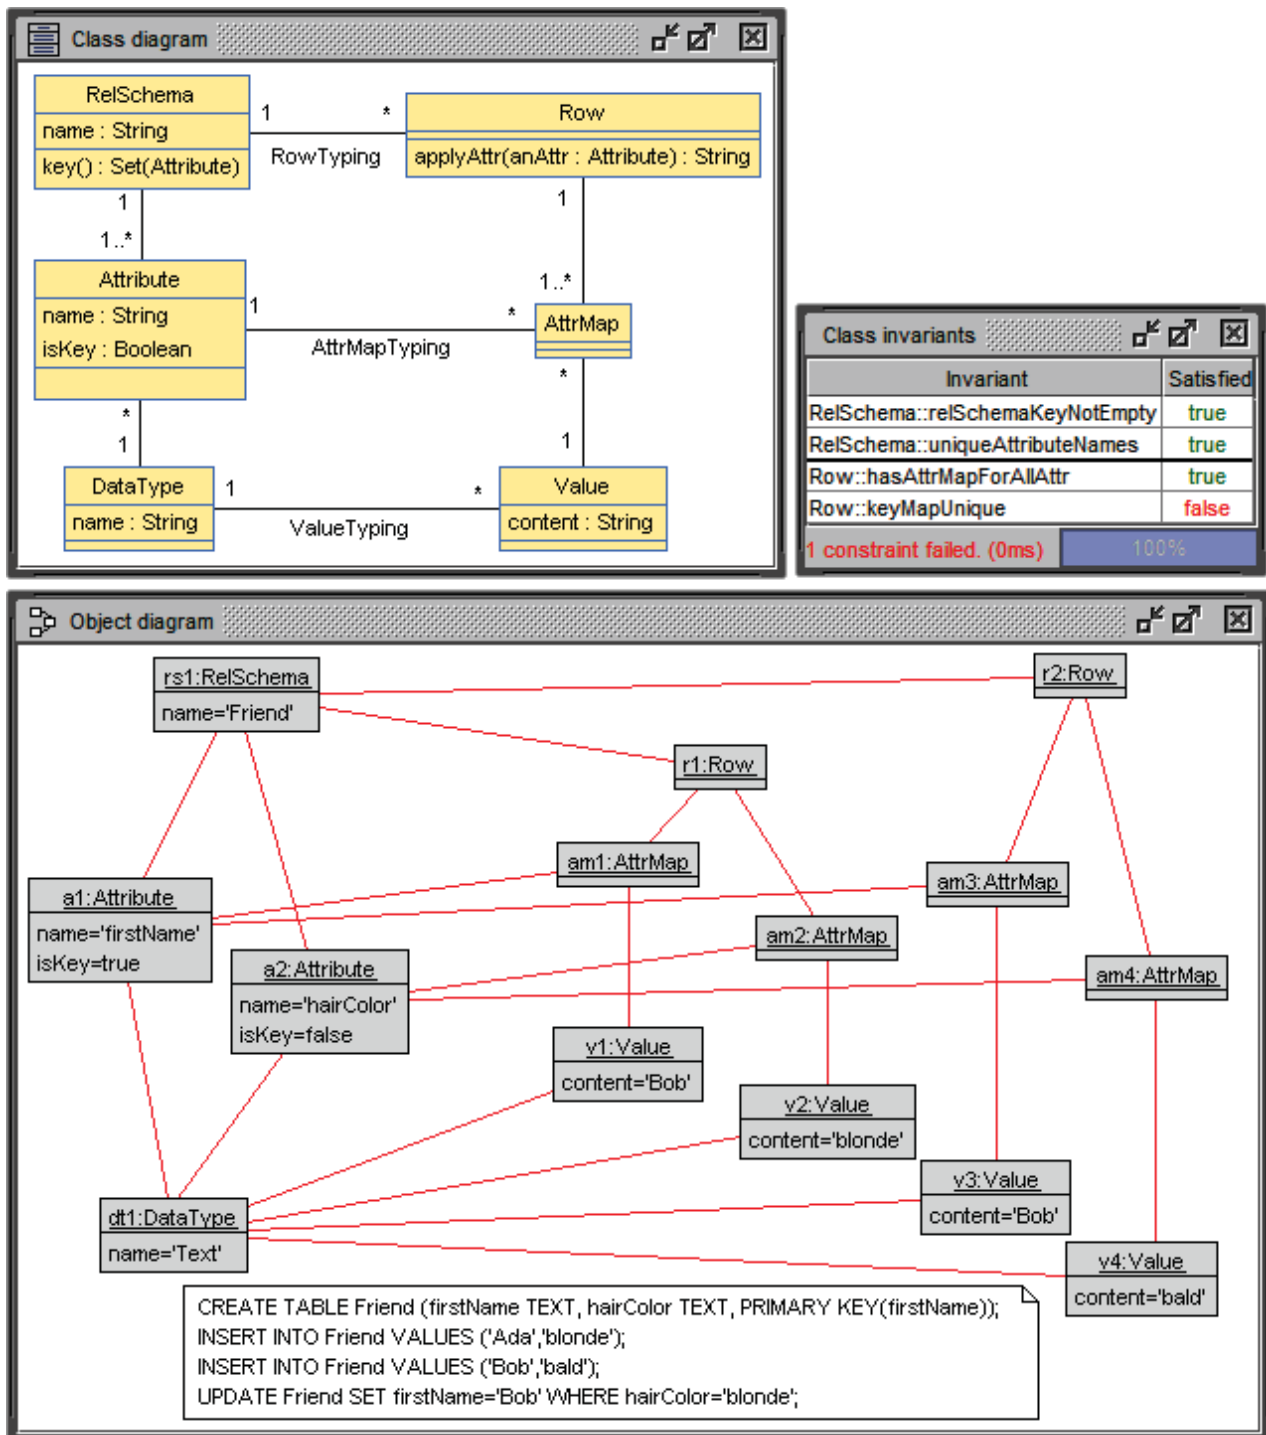 Class diagram
RelSchema
name : String
key() : Set(Attribute)
1
*
RowTyping
Row
applyAttr(anAttr : Attribute) : String
1
1..*
1
1..*
Attribute
name : String
isKey : Boolean
1
*
AttrMapTyping
AttrMap
*
1
*
1
DataType
name : String
1
*
ValueTyping
Value
content : String
Class invariants
Invariant
Satisfied
RelSchema::relSchemaKeyNotEmpty
true
RelSchema::uniqueAttributeNames
true
Row::hasAttrMapForAllAttr
true
Row::keyMapUnique
false
1 constraint failed. (0ms)
100%
Object diagram
rs1:RelSchema
name='Friend'
r2:Row
r1:Row
am1:AttrMap
am3:AttrMap
a1:Attribute
name='firstName'
isKey=true
am2:AttrMap
a2:Attribute
name='hairColor'
isKey=false
am4:AttrMap
v1:Value
content='Bob'
v2:Value
content='blonde'
v3:Value
content='Bob'
dt1:DataType
name='Text'
v4:Value
content='bald'
CREATE TABLE Friend (firstName TEXT, hairColor TEXT, PRIMARY KEY(firstName));
INSERT INTO Friend VALUES ('Ada','blonde');
INSERT INTO Friend VALUES ('Bob','bald');
UPDATE Friend SET firstName='Bob' WHERE hairColor='blonde';